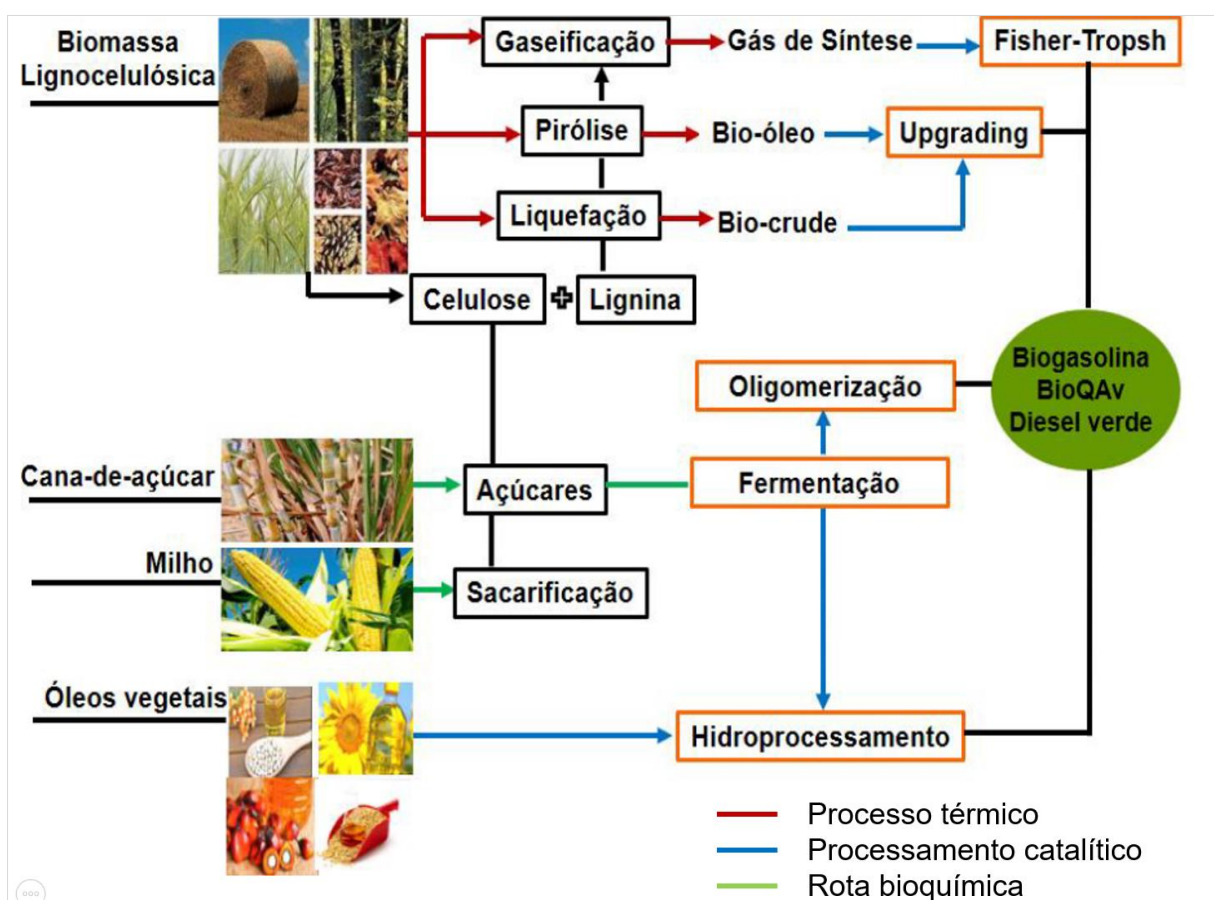 Biomassa
Lignocelulósica
Gaseificação
Gás de Síntese
Fisher-Tropsh
Pirólise
Bio-óleo
Upgrading
Liquefação
Bio-crude
Celulose
Lignina
Biogasolina
BioQAv
Diesel verde
Oligomerização
Cana-de-açúcar
Açúcares
Fermentação
Milho
Sacarificação
Óleos vegetais
Hidroprocessamento
Processo térmico
Processamento catalítico
Rota bioquímica